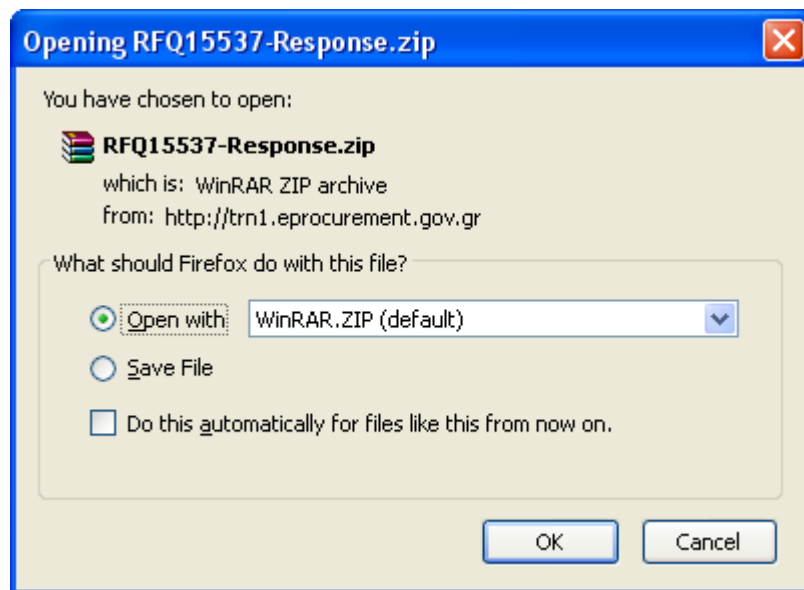 Opening RFQ15537-Response.zip
You have chosen to open:
RFQ15537-Response.zip
which is: WinRAR ZIP archive
from: http://trn1.eprocurement.gov.gr
What should Firefox do with this file?
Open with WinRAR.ZIP (default)
Save File
Do this automatically for files like this from now on.
OK Cancel